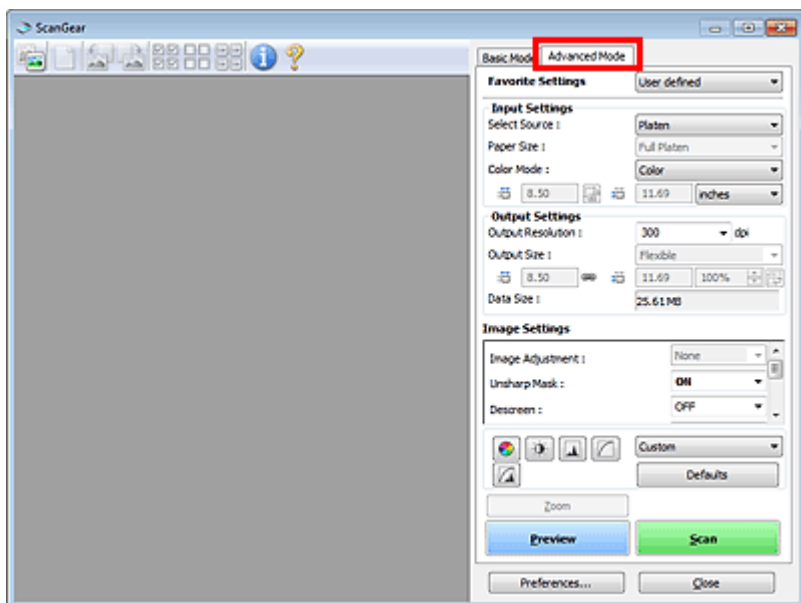 ScanGear
Basic Mode Advanced Mode
Favorite Settings User defined
Input Settings
Select Source : Platen
Paper Size : Full Platen
Color Mode : Color
8.50 11.69 inches
Output Settings
Output Resolution : 300 dpi
Output Size : Flexible
8.50 11.69 100%
Data Size : 25.61MB
Image Settings
Image Adjustment : None
Unsharp Mask : ON
Descreen : OFF
Custom
Defaults
Zoom
Preview Scan
Preferences... Close